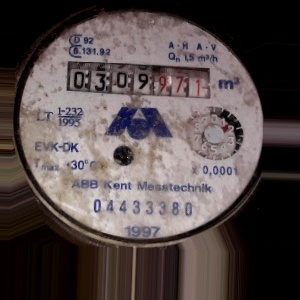 D 92
6.131.92
A - H A - V
Qn 1,5 m³/h
0309971 m³
LT 1-232
1995
EVK-DK
Tmax +30°C
x 0,0001
ABB Kent Messtechnik
04433380
1997